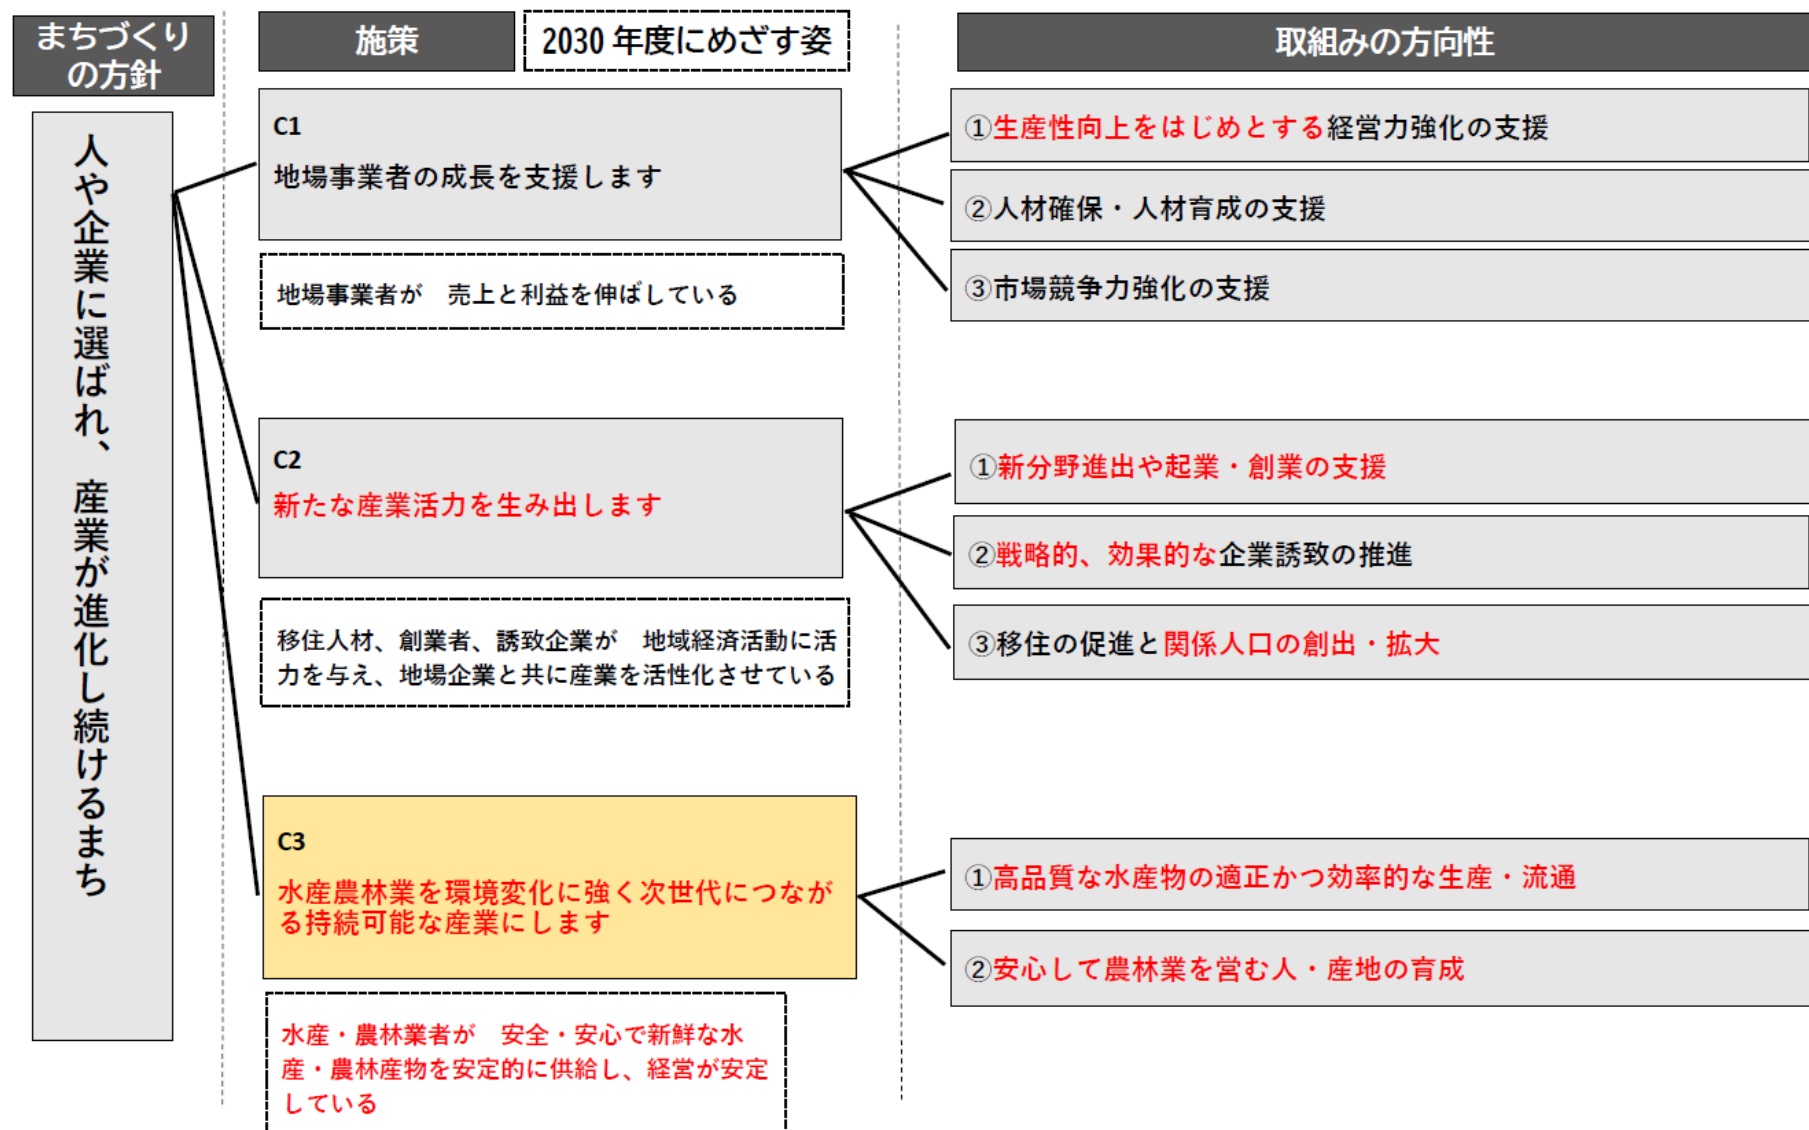 まちづくり
の方針
施策
2030 年度にめざす姿
取組みの方向性
人や企業に選ばれ、産業が進化し続けるまち
C1
地場事業者の成長を支援します
地場事業者が　売上と利益を伸ばしている
①生産性向上をはじめとする経営力強化の支援
②人材確保・人材育成の支援
③市場競争力強化の支援
C2
新たな産業活力を生み出します
移住人材、創業者、誘致企業が　地域経済活動に活
力を与え、地場企業と共に産業を活性化させている
①新分野進出や起業・創業の支援
②戦略的、効果的な企業誘致の推進
③移住の促進と関係人口の創出・拡大
C3
水産農林業を環境変化に強く次世代につなが
る持続可能な産業にします
水産・農林業者が　安全・安心で新鮮な水
産・農林産物を安定的に供給し、経営が安定
している
①高品質な水産物の適正かつ効率的な生産・流通
②安心して農林業を営む人・産地の育成